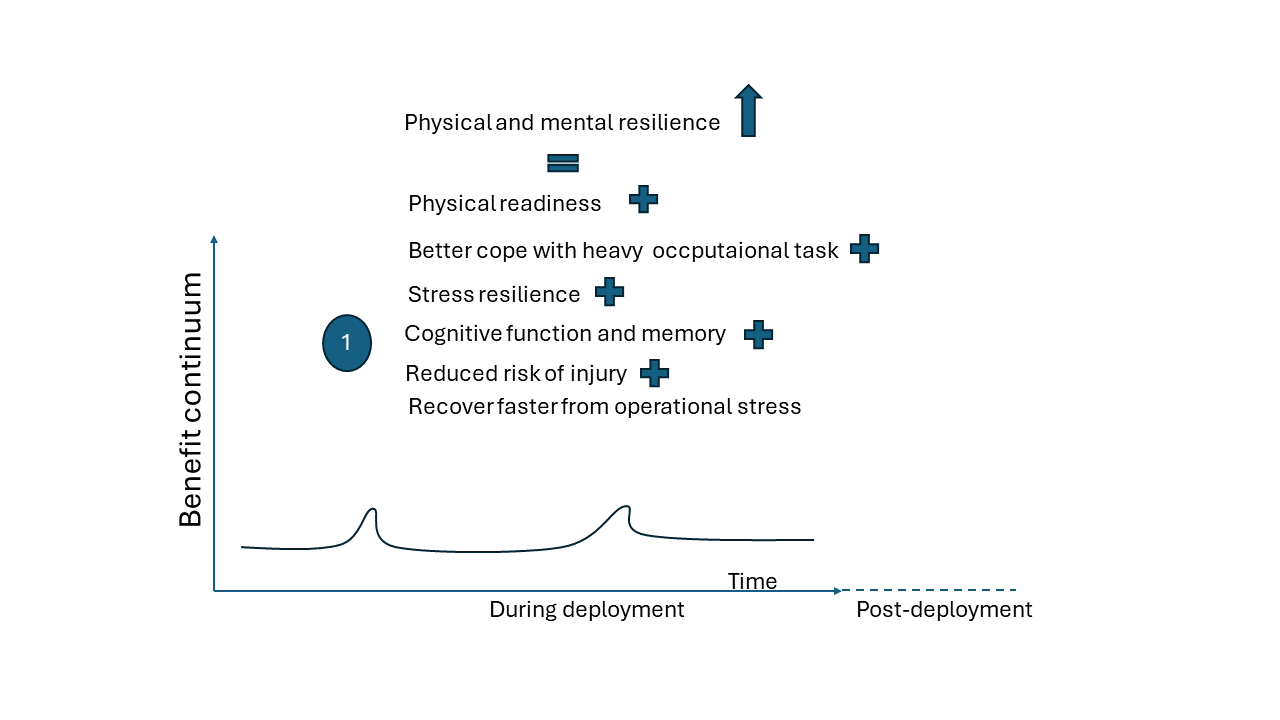 Physical and mental resilience
Physical readiness
Better cope with heavy occputaional task
Stress resilience
1
Cognitive function and memory
Reduced risk of injury
Recover faster from operational stress
Benefit continuum
Time
During deployment
Post-deployment